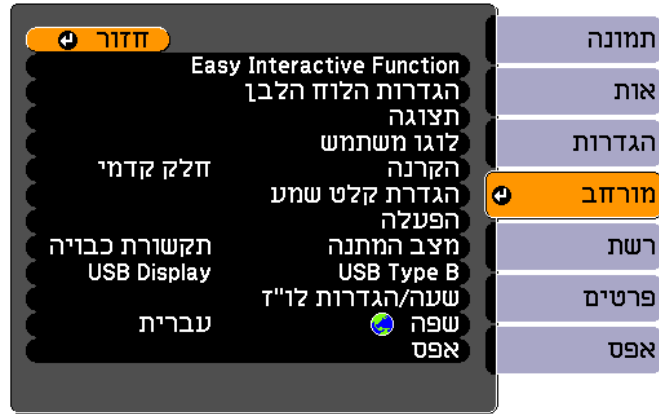 תמונה
אות
הגדרות
מורחב
רשת
פרטים
אפס
חזור
Easy Interactive Function
הגדרות הלוח הלבן
תצוגה
לוגו משתמש
הקרנה חלק קדמי
הגדרת קלט שמע
הפעלה
מצב המתנה תקשורת כבויה
USB Type B USB Display
שעה/הגדרות לו"ז
שפה עברית
אפס